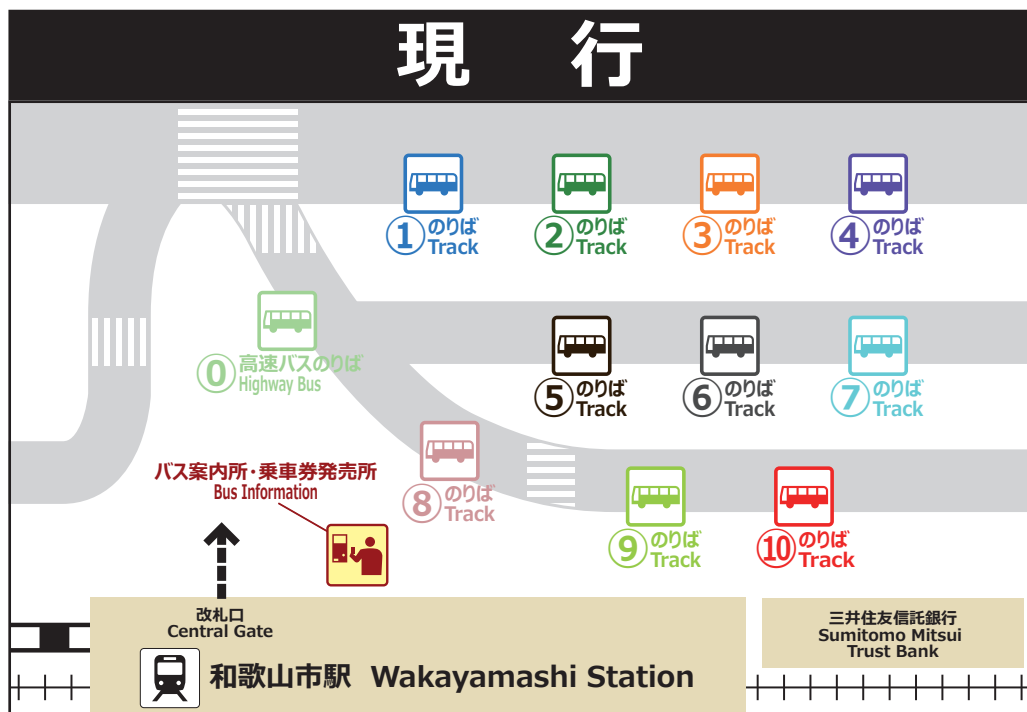 現 行
① のりば
Track
② のりば
Track
③ のりば
Track
④ のりば
Track
⓪ 高速バスのりば
Highway Bus
⑤ のりば
Track
⑥ のりば
Track
⑦ のりば
Track
⑧ のりば
Track
⑨ のりば
Track
⑩ のりば
Track
バス案内所・乗車券発売所
Bus Information
改札口
Central Gate
和歌山市駅 Wakayamashi Station
三井住友信託銀行
Sumitomo Mitsui
Trust Bank